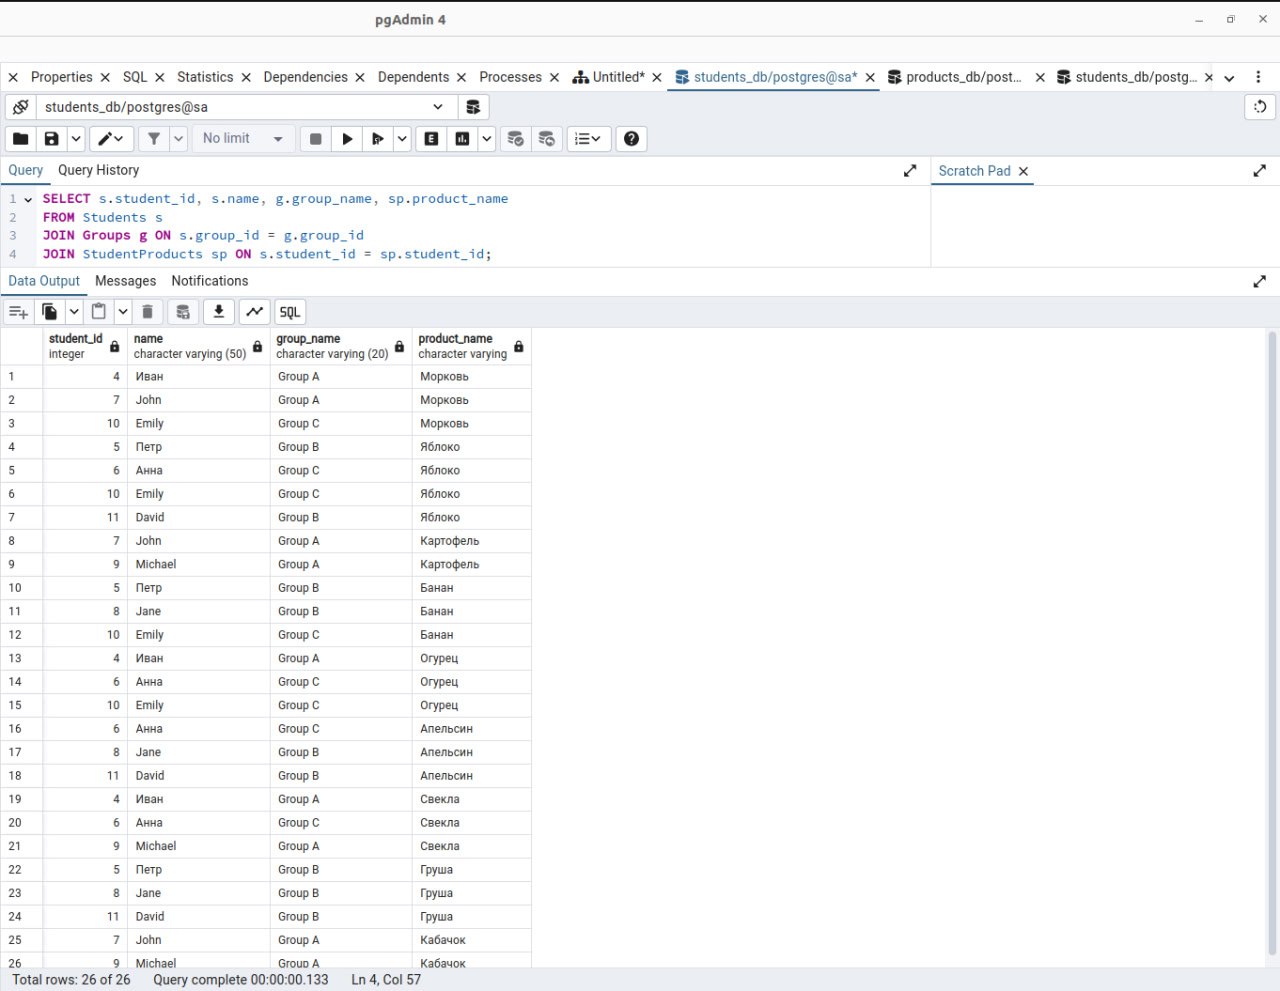 pgAdmin 4
Properties SQL Statistics Dependencies Dependents Processes Untitled* students_db/postgres@sa* products_db/post... students_db/postg...
students_db/postgres@sa
No limit E
Query Query History Scratch Pad
1 SELECT s.student_id, s.name, g.group_name, sp.product_name
2 FROM Students s
3 JOIN Groups g ON s.group_id = g.group_id
4 JOIN StudentProducts sp ON s.student_id = sp.student_id;
Data Output Messages Notifications
SQL
student_id name group_name product_name
integer character varying (50) character varying (20) character varying
1 4 Иван Group A Морковь
2 7 John Group A Морковь
3 10 Emily Group C Морковь
4 5 Петр Group B Яблоко
5 6 Анна Group C Яблоко
6 10 Emily Group C Яблоко
7 11 David Group B Яблоко
8 7 John Group A Картофель
9 9 Michael Group A Картофель
10 5 Петр Group B Банан
11 8 Jane Group B Банан
12 10 Emily Group C Банан
13 4 Иван Group A Огурец
14 6 Анна Group C Огурец
15 10 Emily Group C Огурец
16 6 Анна Group C Апельсин
17 8 Jane Group B Апельсин
18 11 David Group B Апельсин
19 4 Иван Group A Свекла
20 6 Анна Group C Свекла
21 9 Michael Group A Свекла
22 5 Петр Group B Груша
23 8 Jane Group B Груша
24 11 David Group B Груша
25 7 John Group A Кабачок
26 9 Michael Group A Кабачок
Total rows: 26 of 26 Query complete 00:00:00.133 Ln 4, Col 57